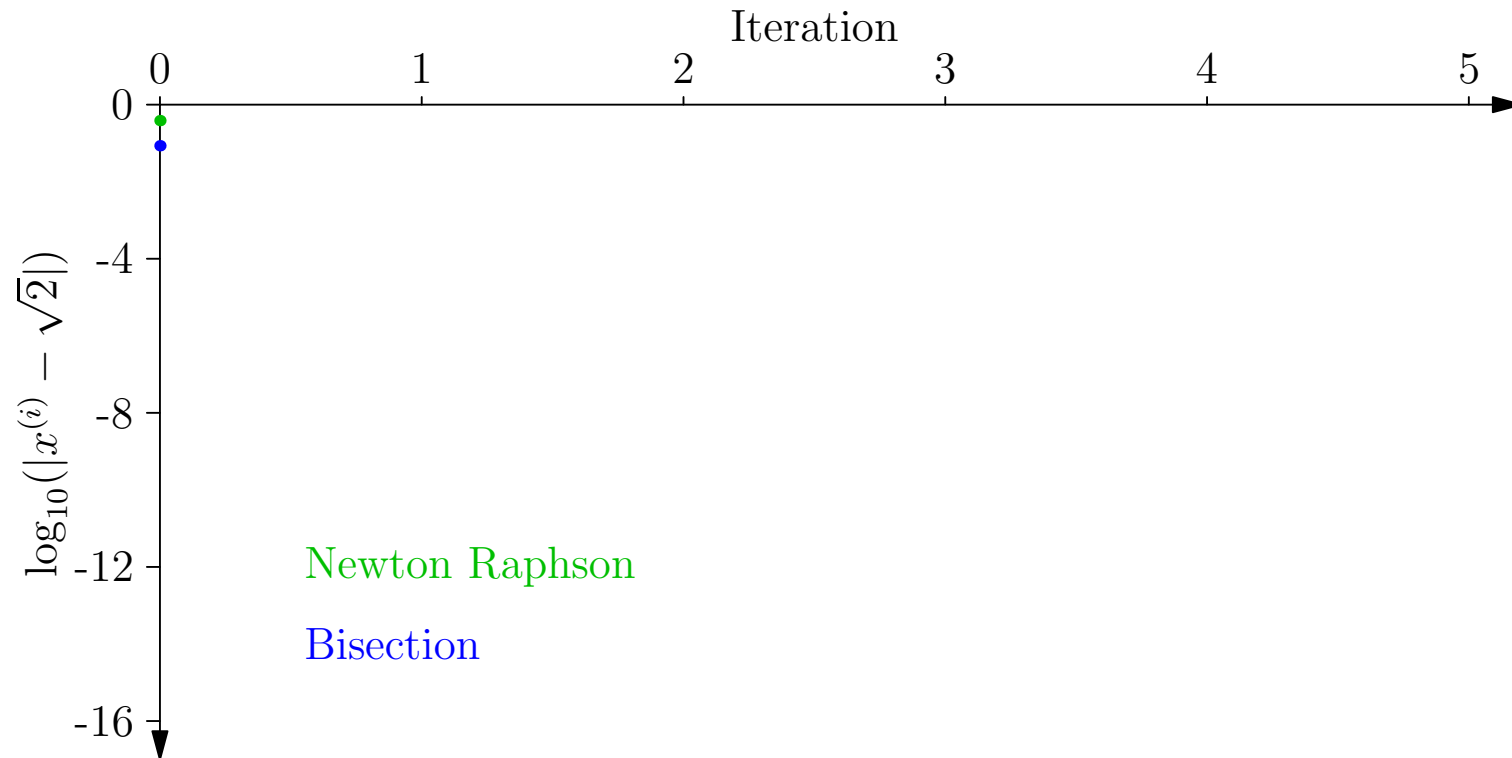 Iteration
0 1 2 3 4 5
0
-4
-8
-12
-16
log₁₀(|x⁽ⁱ⁾ − √2|)
Newton Raphson
Bisection